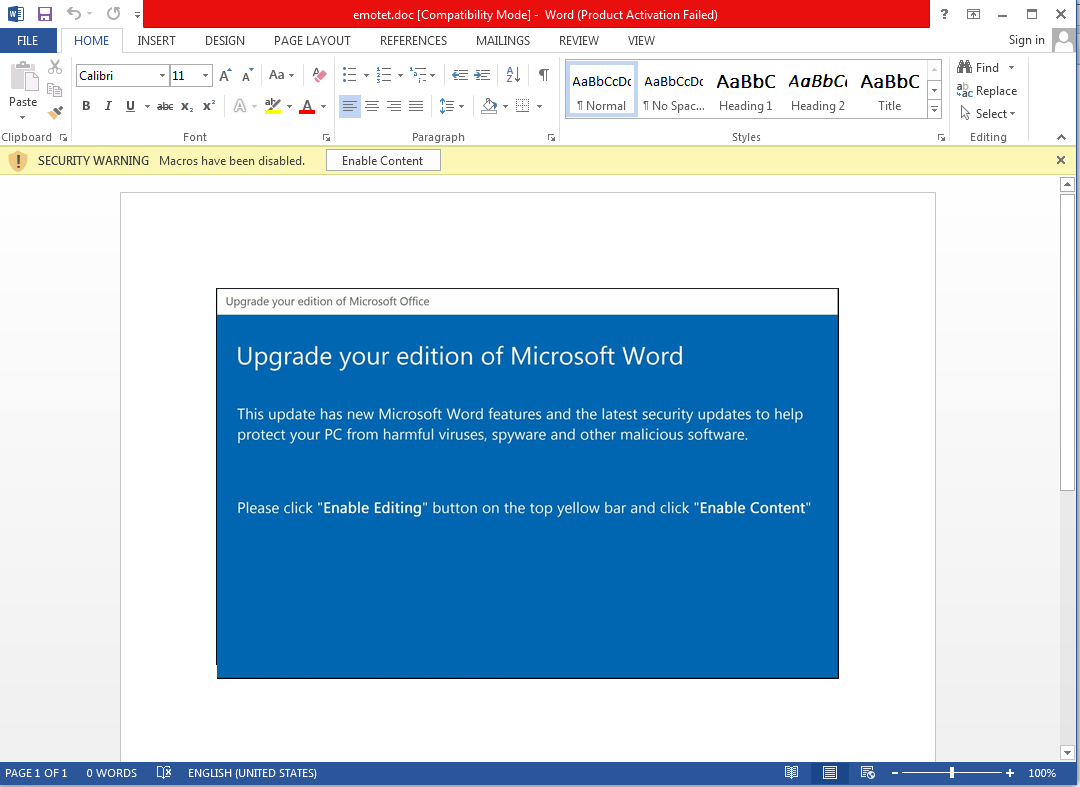 emotet.doc [Compatibility Mode] - Word (Product Activation Failed)
?
FILE HOME INSERT DESIGN PAGE LAYOUT REFERENCES MAILINGS REVIEW VIEW Sign in
Paste
Calibri 11 A A Aa
B I U abc X₂ X² A ab A
A Z ¶
AaBbCcDc AaBbCcDc AaBbC AaBbCc AaBbC
¶ Normal ¶ No Spac... Heading 1 Heading 2 Title
Find
Replace
Select
Clipboard Font Paragraph Styles Editing
SECURITY WARNING Macros have been disabled. Enable Content
Upgrade your edition of Microsoft Office
Upgrade your edition of Microsoft Word
This update has new Microsoft Word features and the latest security updates to help
protect your PC from harmful viruses, spyware and other malicious software.
Please click "Enable Editing" button on the top yellow bar and click "Enable Content"
PAGE 1 OF 1 0 WORDS ENGLISH (UNITED STATES) 100%